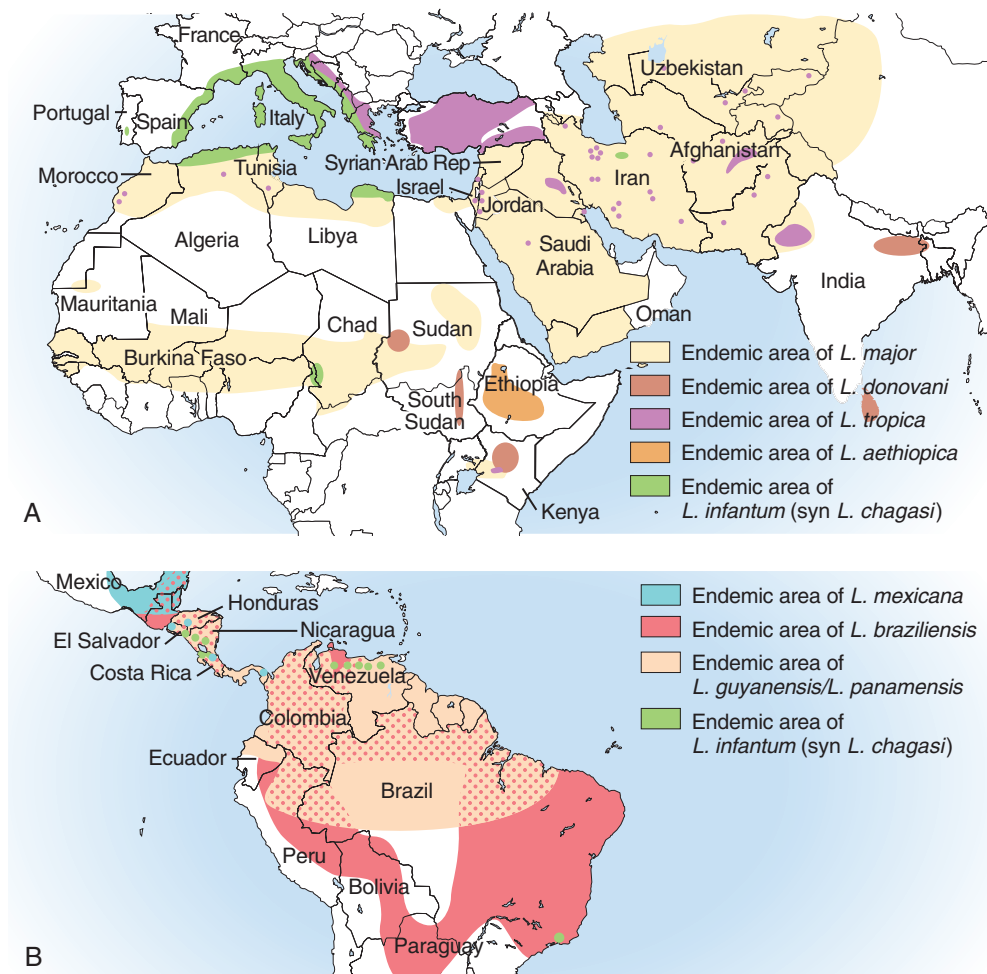 France
Portugal
Spain
Italy
Uzbekistan
Morocco
Tunisia
Syrian Arab Rep
Israel
Jordan
Afghanistan
Iran
Algeria
Libya
Saudi
Arabia
India
Mauritania
Mali
Chad
Sudan
Oman
Burkina Faso
Ethiopia
South
Sudan
Kenya
Endemic area of L. major
Endemic area of L. donovani
Endemic area of L. tropica
Endemic area of L. aethiopica
Endemic area of
L. infantum (syn L. chagasi)
A
Mexico
Honduras
El Salvador
Nicaragua
Costa Rica
Venezuela
Colombia
Ecuador
Brazil
Peru
Bolivia
Paraguay
Endemic area of L. mexicana
Endemic area of L. braziliensis
Endemic area of
L. guyanensis/L. panamensis
Endemic area of
L. infantum (syn L. chagasi)
B